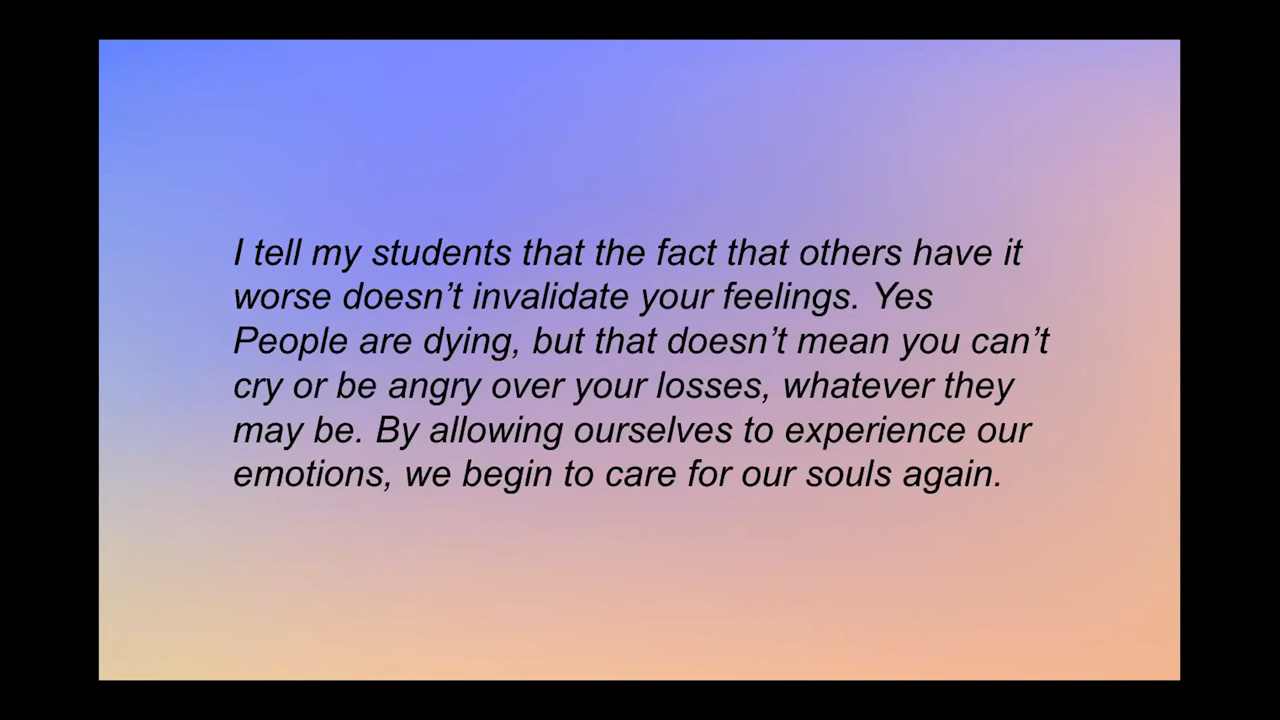 I tell my students that the fact that others have it
worse doesn’t invalidate your feelings. Yes
People are dying, but that doesn’t mean you can’t
cry or be angry over your losses, whatever they
may be. By allowing ourselves to experience our
emotions, we begin to care for our souls again.